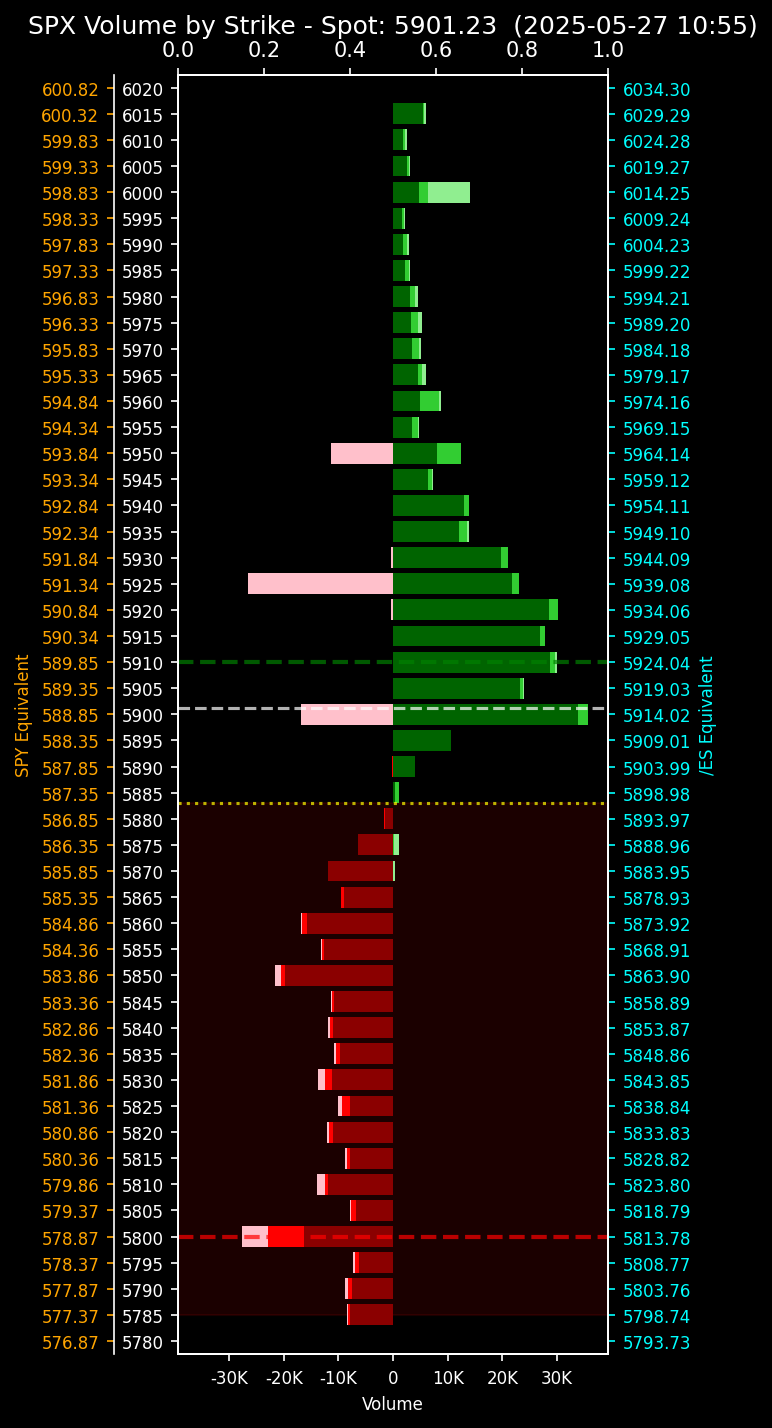 SPX Volume by Strike - Spot: 5901.23 (2025-05-27 10:55)
0.0 0.2 0.4 0.6 0.8 1.0
600.82 6020 6034.30
600.32 6015 6029.29
599.83 6010 6024.28
599.33 6005 6019.27
598.83 6000 6014.25
598.33 5995 6009.24
597.83 5990 6004.23
597.33 5985 5999.22
596.83 5980 5994.21
596.33 5975 5989.20
595.83 5970 5984.18
595.33 5965 5979.17
594.84 5960 5974.16
594.34 5955 5969.15
593.84 5950 5964.14
593.34 5945 5959.12
592.84 5940 5954.11
592.34 5935 5949.10
591.84 5930 5944.09
591.34 5925 5939.08
590.84 5920 5934.06
590.34 5915 5929.05
589.85 5910 5924.04
589.35 5905 5919.03
588.85 5900 5914.02
588.35 5895 5909.01
587.85 5890 5903.99
587.35 5885 5898.98
586.85 5880 5893.97
586.35 5875 5888.96
585.85 5870 5883.95
585.35 5865 5878.93
584.86 5860 5873.92
584.36 5855 5868.91
583.86 5850 5863.90
583.36 5845 5858.89
582.86 5840 5853.87
582.36 5835 5848.86
581.86 5830 5843.85
581.36 5825 5838.84
580.86 5820 5833.83
580.36 5815 5828.82
579.86 5810 5823.80
579.37 5805 5818.79
578.87 5800 5813.78
578.37 5795 5808.77
577.87 5790 5803.76
577.37 5785 5798.74
576.87 5780 5793.73
SPY Equivalent
/ES Equivalent
-30K -20K -10K 0 10K 20K 30K
Volume